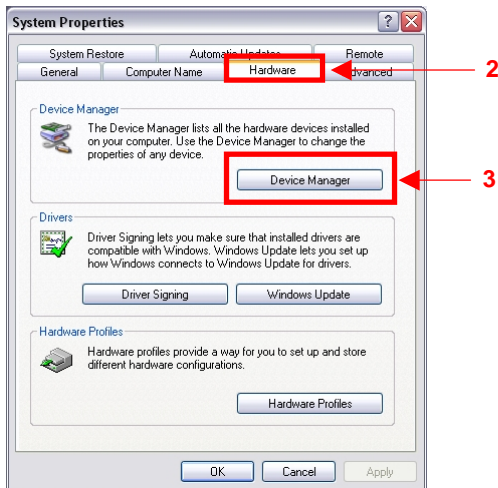 System Properties
System Restore Automatic Updates Remote
General Computer Name Hardware Advanced
2
Device Manager
The Device Manager lists all the hardware devices installed
on your computer. Use the Device Manager to change the
properties of any device.
Device Manager
3
Drivers
Driver Signing lets you make sure that installed drivers are
compatible with Windows. Windows Update lets you set up
how Windows connects to Windows Update for drivers.
Driver Signing Windows Update
Hardware Profiles
Hardware profiles provide a way for you to set up and store
different hardware configurations.
Hardware Profiles
OK Cancel Apply